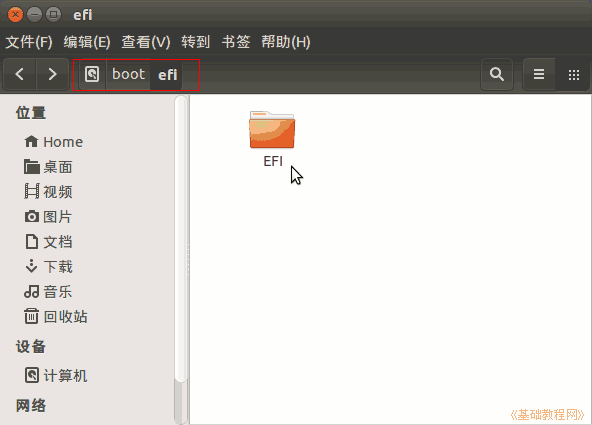 efi
文件(F) 编辑(E) 查看(V) 转到 书签 帮助(H)
boot efi
位置
Home
桌面
视频
图片
文档
下载
音乐
回收站
设备
计算机
网络
EFI
《基础教程网》